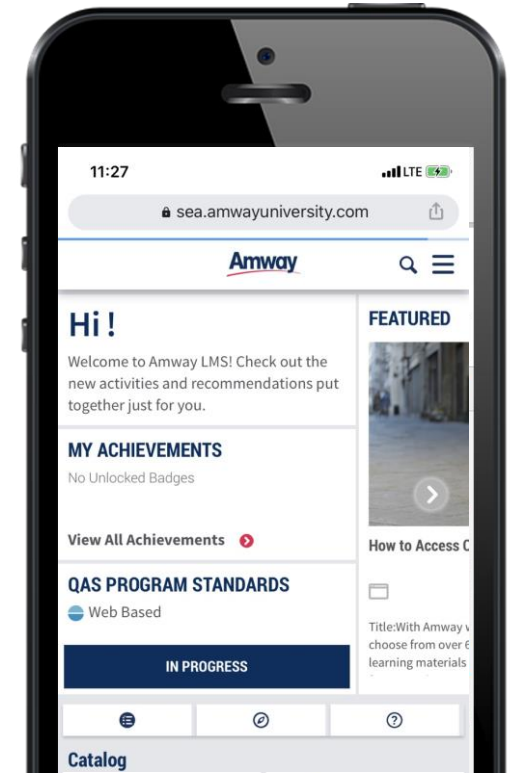 11:27
LTE
sea.amwayuniversity.com
Amway
Hi !
Welcome to Amway LMS! Check out the
new activities and recommendations put
together just for you.
MY ACHIEVEMENTS
No Unlocked Badges
View All Achievements
QAS PROGRAM STANDARDS
Web Based
IN PROGRESS
FEATURED
How to Access
Title:With Amway
choose from over
learning materials
Catalog